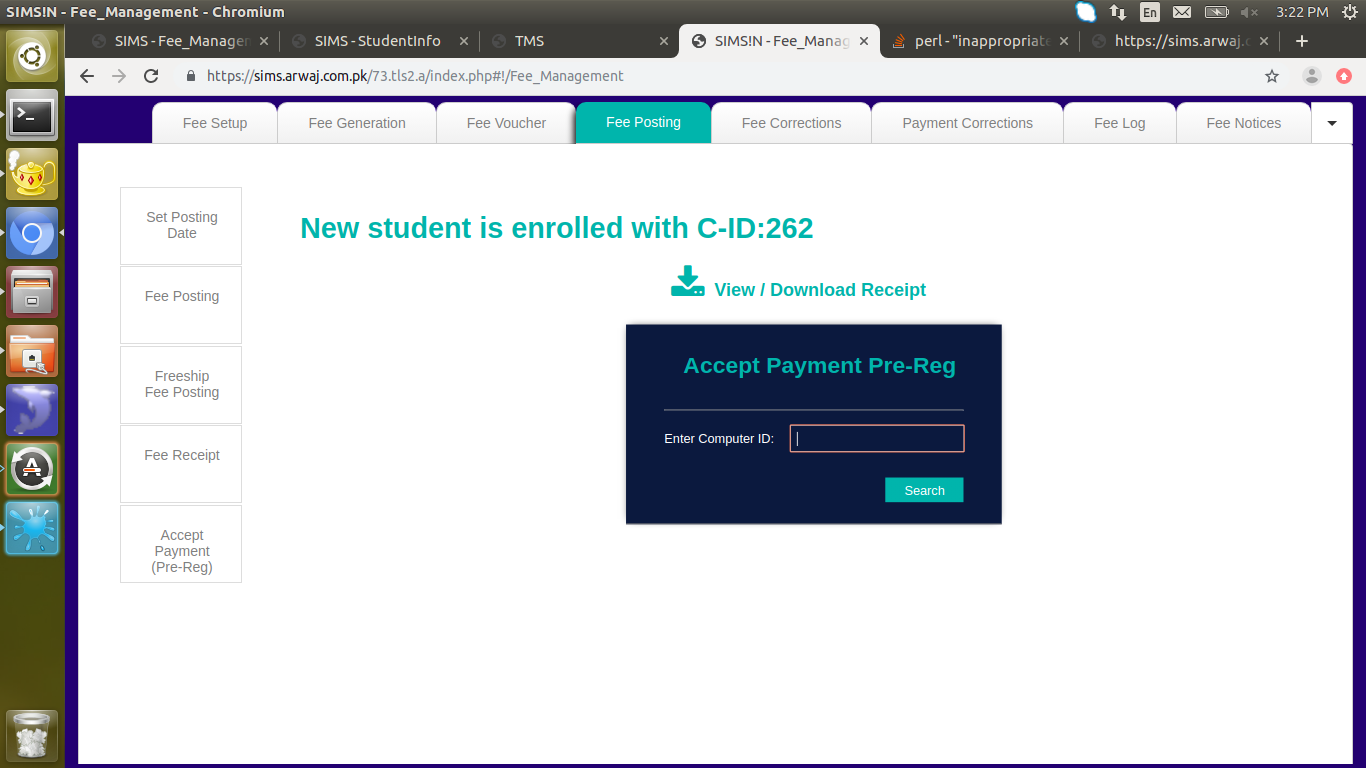 SIMS!N - Fee_Management - Chromium
En
3:22 PM
SIMS - Fee_Manager
SIMS - StudentInfo
TMS
SIMS!N - Fee_Manag
perl - "inappropriate
https://sims.arwaj.c
https://sims.arwaj.com.pk/73.tls2.a/index.php#!/Fee_Management
Fee Setup
Fee Generation
Fee Voucher
Fee Posting
Fee Corrections
Payment Corrections
Fee Log
Fee Notices
Set Posting
Date
Fee Posting
Freeship
Fee Posting
Fee Receipt
Accept
Payment
(Pre-Reg)
New student is enrolled with C-ID:262
View / Download Receipt
Accept Payment Pre-Reg
Enter Computer ID:
Search